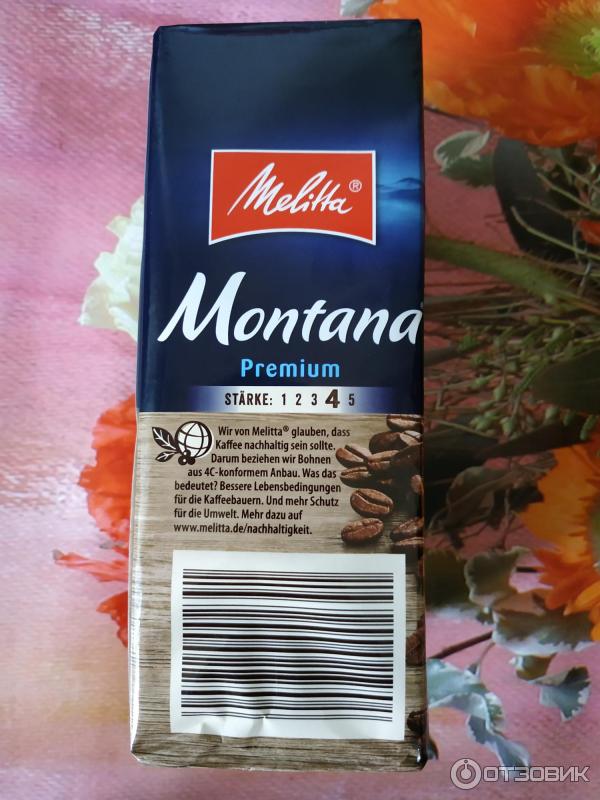 Melitta®
Montana
Premium
STÄRKE: 1 2 3 4 5
Wir von Melitta® glauben, dass
Kaffee nachhaltig sein sollte.
Darum beziehen wir Bohnen
aus 4C-konformem Anbau. Was das
bedeutet? Bessere Lebensbedingungen
für die Kaffeebauern. Und mehr Schutz
für die Umwelt. Mehr dazu auf
www.melitta.de/nachhaltigkeit.
ОТЗОВИК